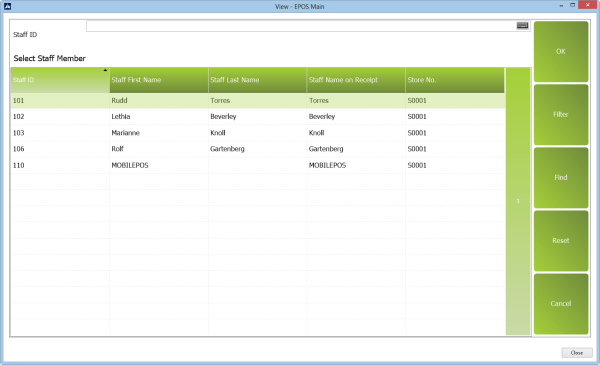 View - EPOS Main
Staff ID
Select Staff Member
Staff ID Staff First Name Staff Last Name Staff Name on Receipt Store No.
101 Rudd Torres Torres S0001
102 Lethia Beverley Beverley S0001
103 Marianne Knoll Knoll S0001
106 Rolf Gartenberg Gartenberg S0001
110 MOBILEPOS MOBILEPOS S0001
1
OK
Filter
Find
Reset
Cancel
Close